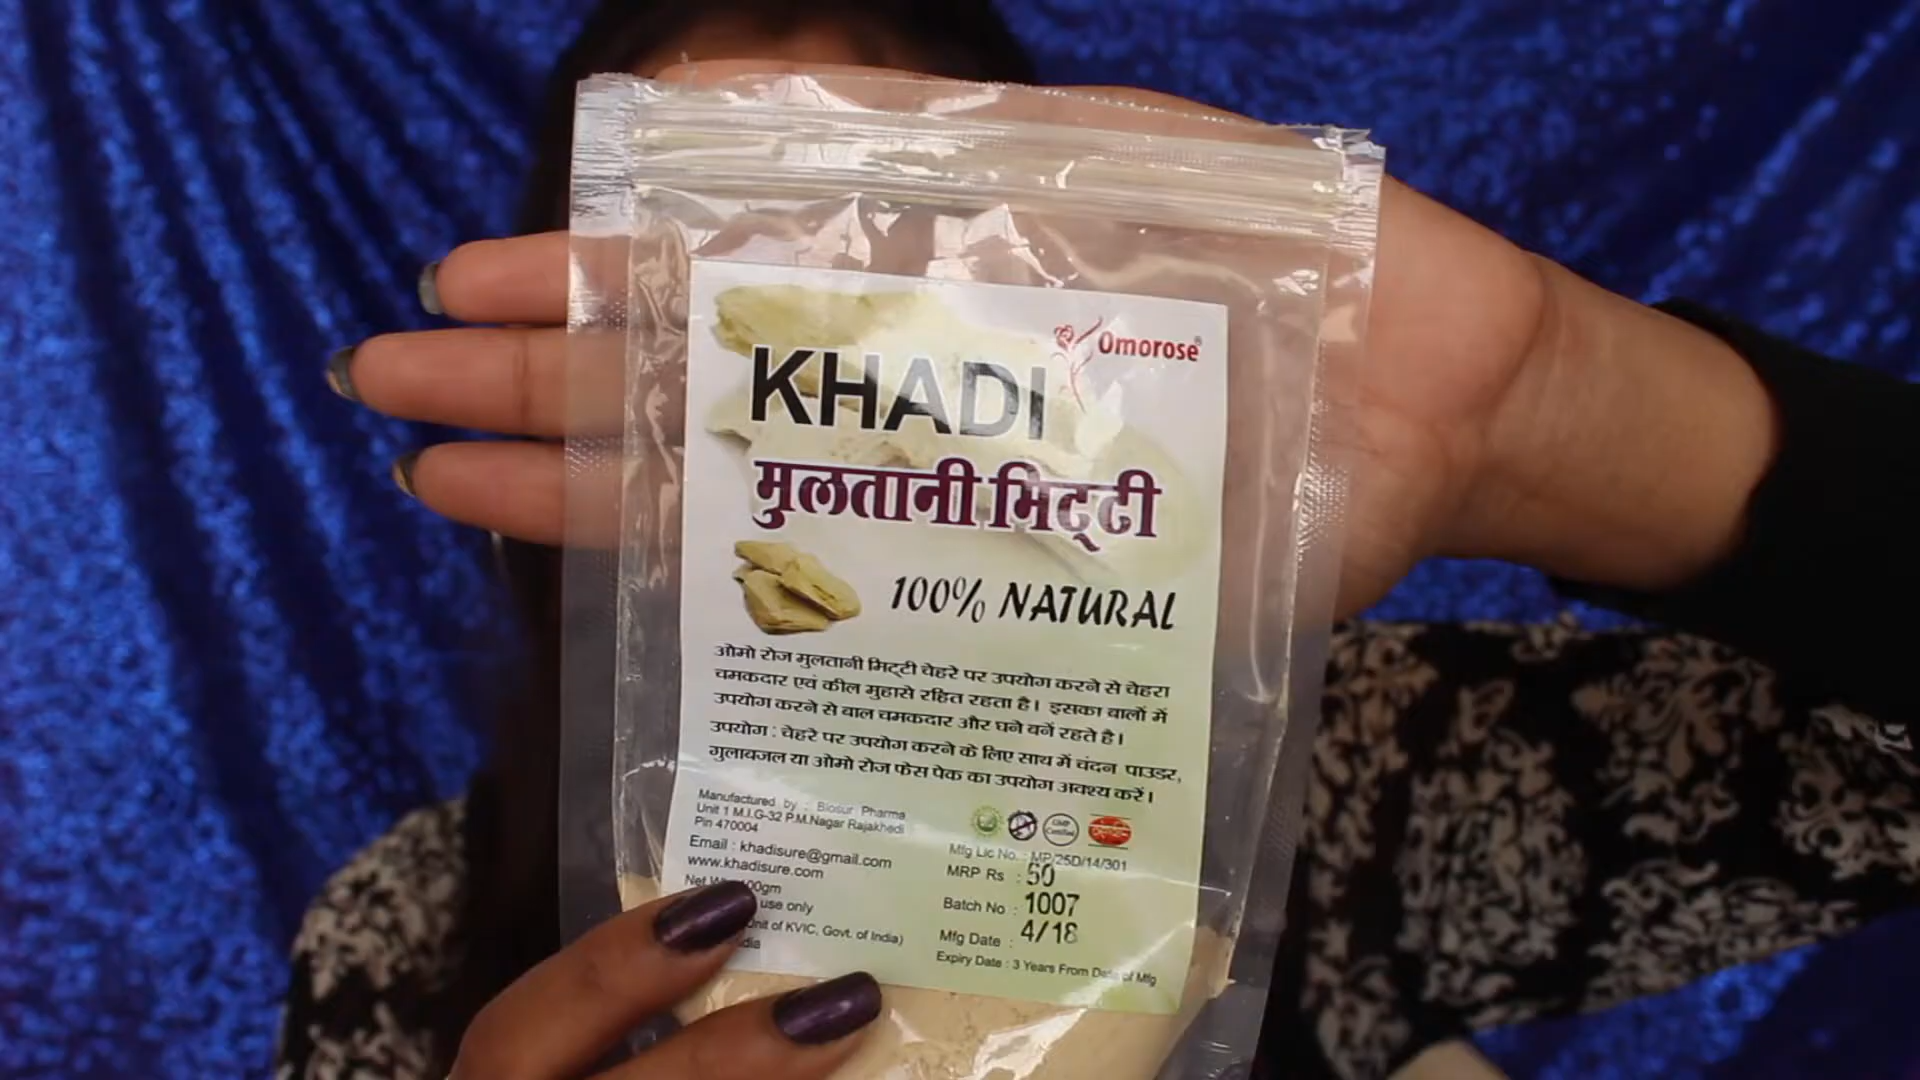 Omorose®
KHADI
मुलतानी मिट्टी
100% NATURAL
ओमो रोज मुलतानी मिट्टी चेहरे पर उपयोग करने से चेहरा
चमकदार एवं कील मुहासे रहित रहता है। इसका बालों में
उपयोग करने से बाल चमकदार और घने बनें रहते है।
उपयोग : चेहरे पर उपयोग करने के लिए साथ में चंदन पाउडर,
गुलाबजल या ओमो रोज फेस पेक का उपयोग अवश्य करें।
Manufactured by : Biosur Pharma
Unit 1 M.I.G-32 P.M.Nagar Rajakhedi
Pin 470004
Email : khadisure@gmail.com
www.khadisure.com
Net
use only
Unit of KVIC, Govt. of India)
GMP Certified
Mfg Lic No. : MP/25D/14/301
MRP Rs : 50
Batch No : 1007
Mfg Date : 4/18
Expiry Date : 3 Years From Date of Mfg